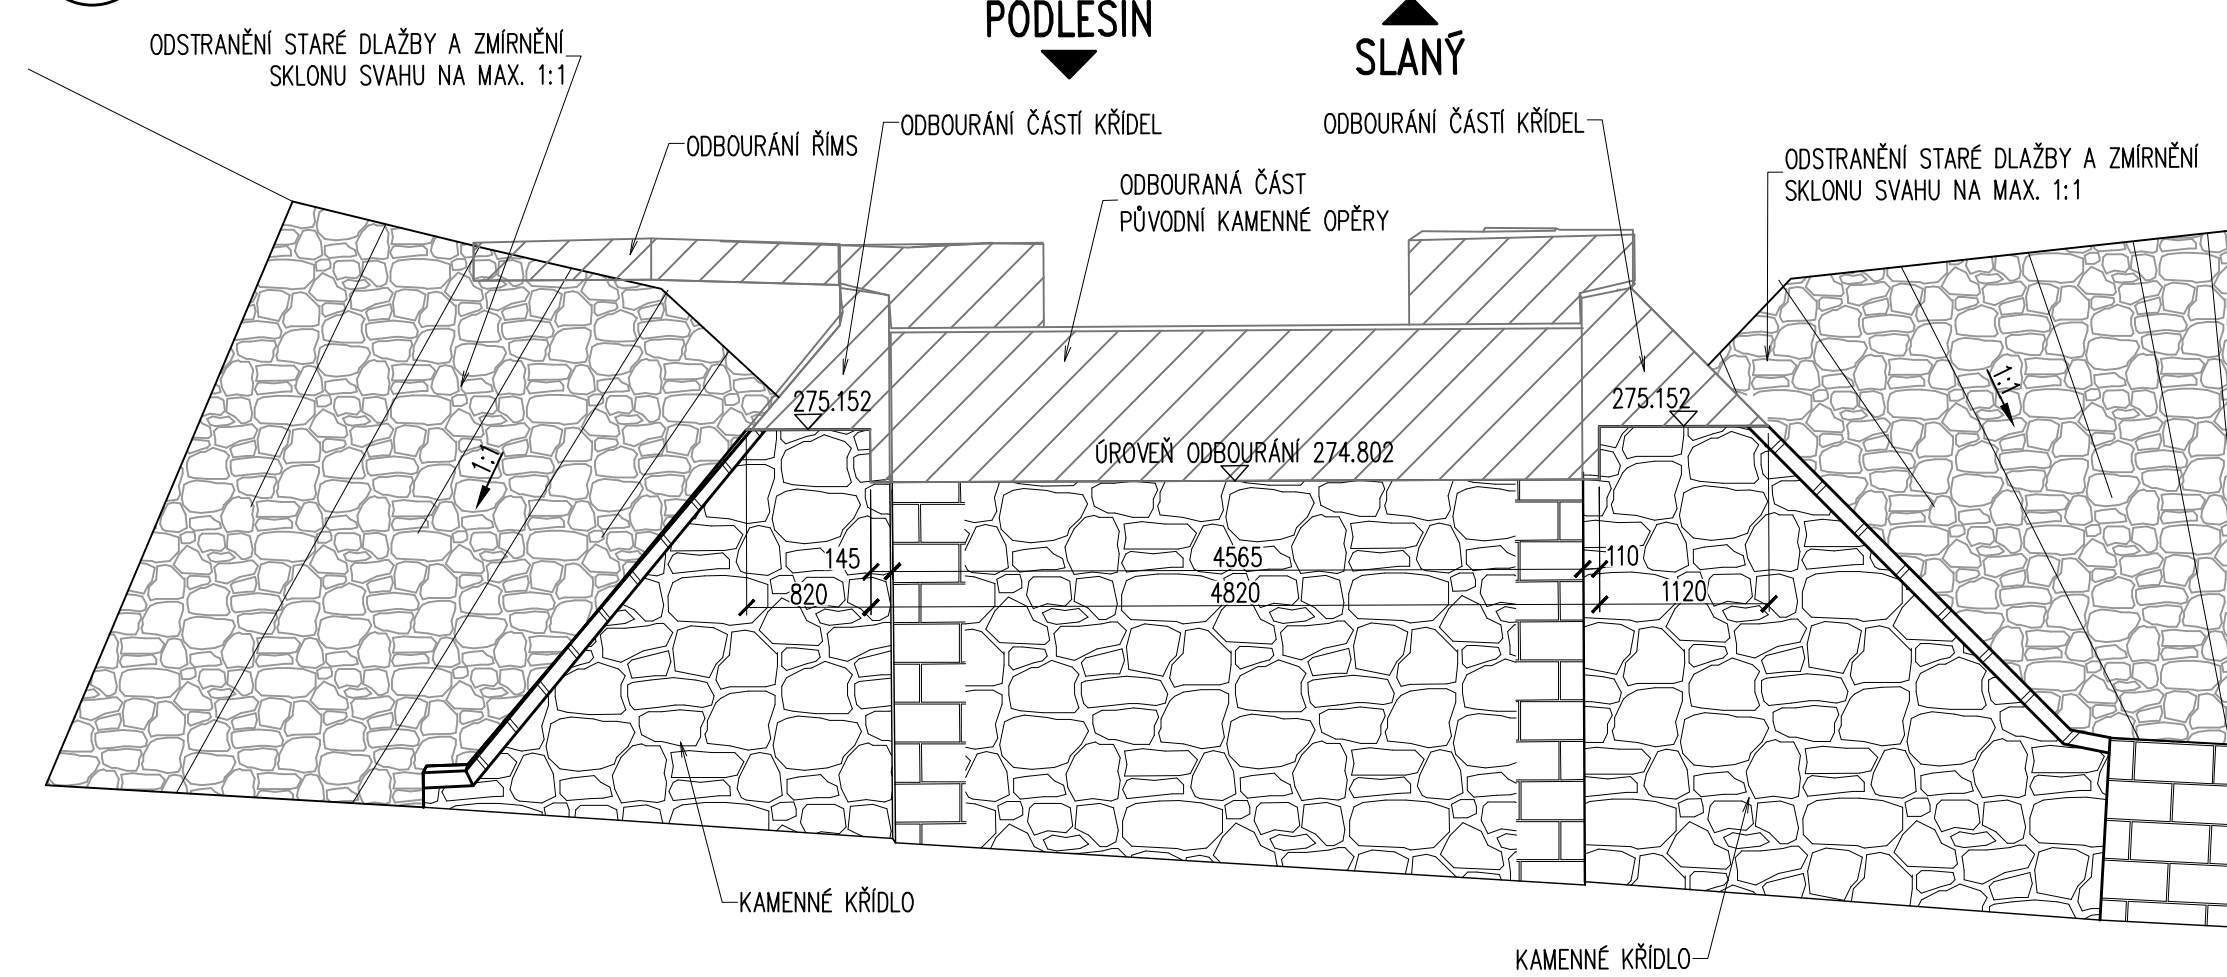 PODLEŠÍN
SLANÝ
ODSTRANĚNÍ STARÉ DLAŽBY A ZMÍRNĚNÍ
SKLONU SVAHU NA MAX. 1:1
ODBOURÁNÍ ŘÍMS
ODBOURÁNÍ ČÁSTÍ KŘÍDEL
ODBOURÁNÍ ČÁSTÍ KŘÍDEL
ODBOURANÁ ČÁST
PŮVODNÍ KAMENNÉ OPĚRY
ODSTRANĚNÍ STARÉ DLAŽBY A ZMÍRNĚNÍ
SKLONU SVAHU NA MAX. 1:1
275.152
275.152
1:1
1:1
ÚROVEŇ ODBOURÁNÍ 274.802
145
4565
110
820
4820
1120
KAMENNÉ KŘÍDLO
KAMENNÉ KŘÍDLO